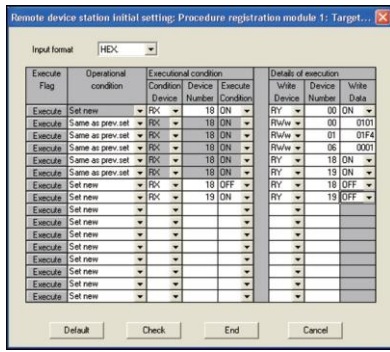 Remote device station initial setting: Procedure registration module 1: Target...
Input format HEX.
Execute Operational Executional condition Details of execution
Flag condition Condition Device Execute Write Device Write
Device Number Condition Device Number Data
Execute Set new RX 18 ON RY 00 ON
Execute Same as prev.set RX 18 ON RWw 00 0101
Execute Same as prev.set RX 18 ON RWw 01 01F4
Execute Same as prev.set RX 18 ON RWw 06 0001
Execute Same as prev.set RX 18 ON RY 18 ON
Execute Same as prev.set RX 18 ON RY 19 ON
Execute Set new RX 18 OFF RY 18 OFF
Execute Set new RX 19 ON RY 19 OFF
Execute Set new
Execute Set new
Execute Set new
Execute Set new
Execute Set new
Execute Set new
Execute Set new
Execute Set new
Default Check End Cancel